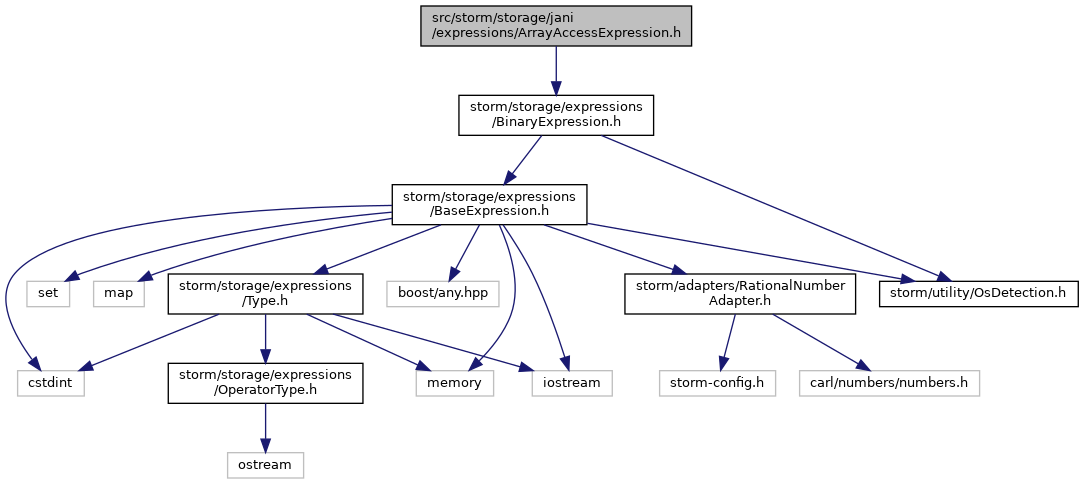 src/storm/storage/jani
/expressions/ArrayAccessExpression.h
storm/storage/expressions
/BinaryExpression.h
storm/storage/expressions
/BaseExpression.h
set
map
storm/storage/expressions
/Type.h
boost/any.hpp
storm/adapters/RationalNumber
Adapter.h
storm/utility/OsDetection.h
cstdint
storm/storage/expressions
/OperatorType.h
memory
iostream
storm-config.h
carl/numbers/numbers.h
ostream